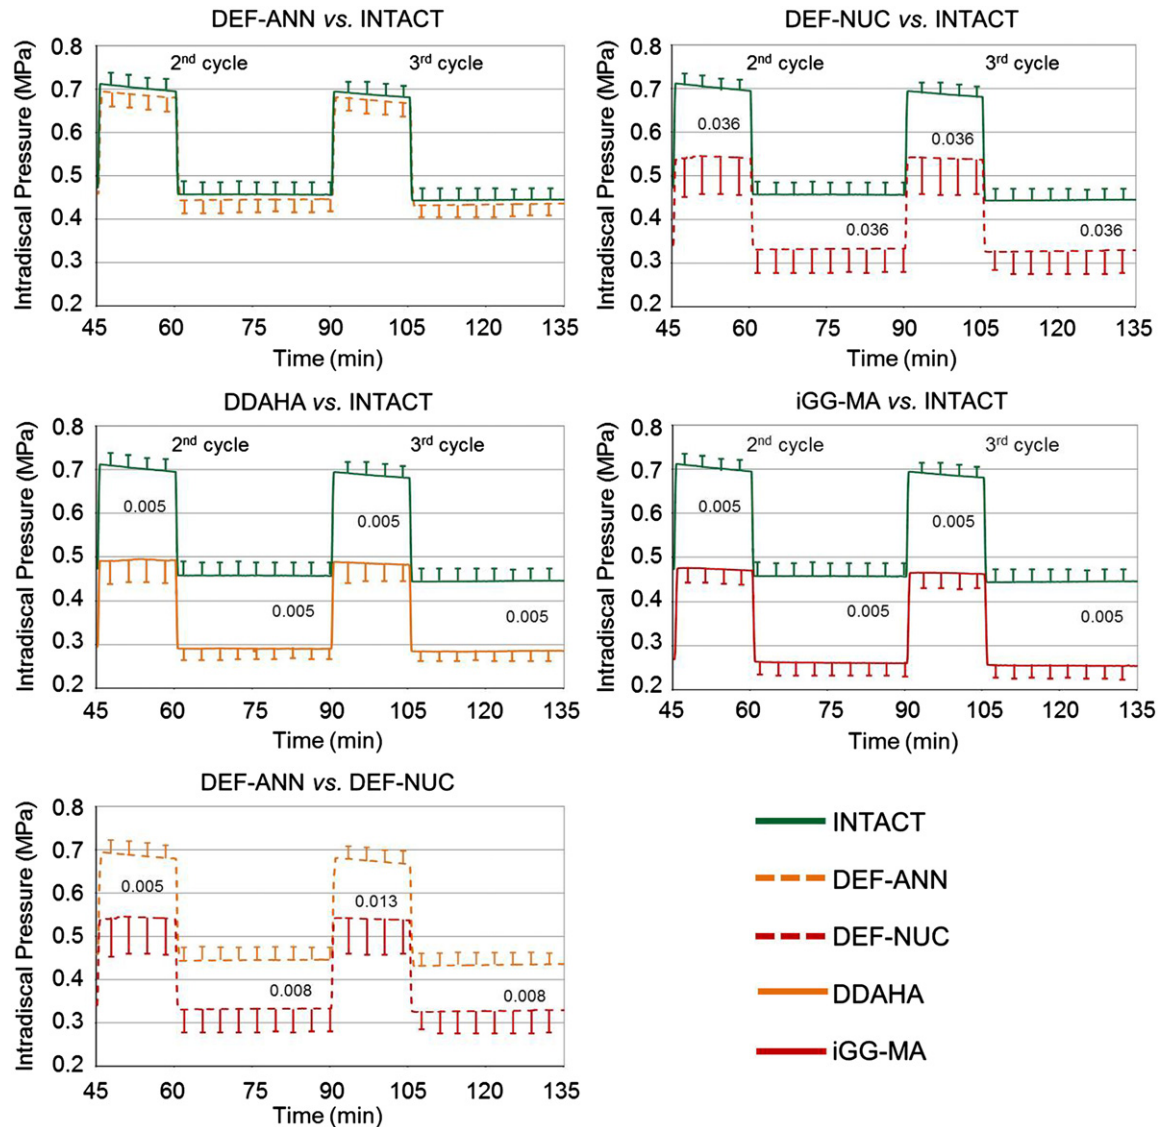 DEF-ANN vs. INTACT
Intradiscal Pressure (MPa)
0.8
0.7
0.6
0.5
0.4
0.3
0.2
2nd cycle
3rd cycle
45 60 75 90 105 120 135
Time (min)
DEF-NUC vs. INTACT
Intradiscal Pressure (MPa)
0.8
0.7
0.6
0.5
0.4
0.3
0.2
2nd cycle
3rd cycle
0.036
0.036
0.036
0.036
45 60 75 90 105 120 135
Time (min)
DDAHA vs. INTACT
Intradiscal Pressure (MPa)
0.8
0.7
0.6
0.5
0.4
0.3
0.2
2nd cycle
3rd cycle
0.005
0.005
0.005
0.005
45 60 75 90 105 120 135
Time (min)
iGG-MA vs. INTACT
Intradiscal Pressure (MPa)
0.8
0.7
0.6
0.5
0.4
0.3
0.2
2nd cycle
3rd cycle
0.005
0.005
0.005
0.005
45 60 75 90 105 120 135
Time (min)
DEF-ANN vs. DEF-NUC
Intradiscal Pressure (MPa)
0.8
0.7
0.6
0.5
0.4
0.3
0.2
0.005
0.013
0.008
0.008
45 60 75 90 105 120 135
Time (min)
INTACT
DEF-ANN
DEF-NUC
DDAHA
iGG-MA